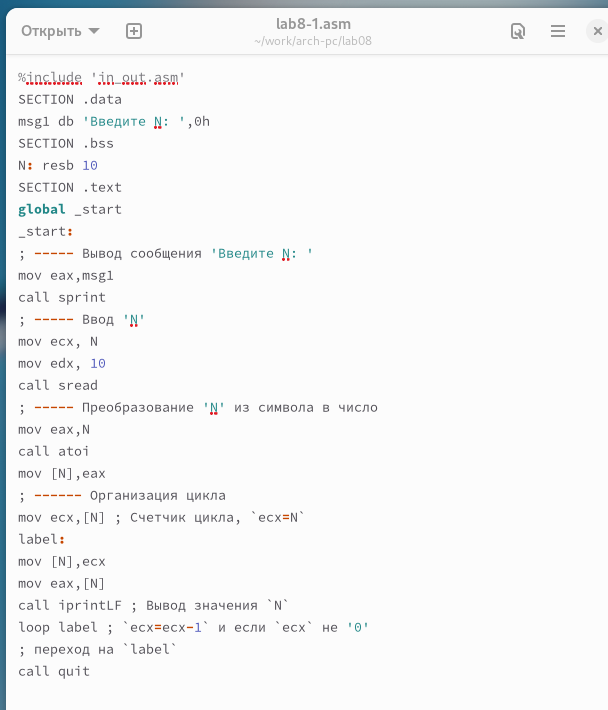 Открыть
lab8-1.asm
~/work/arch-pc/lab08
%include 'in_out.asm'
SECTION .data
msg1 db 'Введите N: ',0h
SECTION .bss
N: resb 10
SECTION .text
global _start
_start:
; ----- Вывод сообщения 'Введите N: '
mov eax,msg1
call sprint
; ----- Ввод 'N'
mov ecx, N
mov edx, 10
call sread
; ----- Преобразование 'N' из символа в число
mov eax,N
call atoi
mov [N],eax
; ------ Организация цикла
mov ecx,[N] ; Счетчик цикла, `ecx=N`
label:
mov [N],ecx
mov eax,[N]
call iprintLF ; Вывод значения `N`
loop label ; `ecx=ecx-1` и если `ecx` не '0'
; переход на `label`
call quit